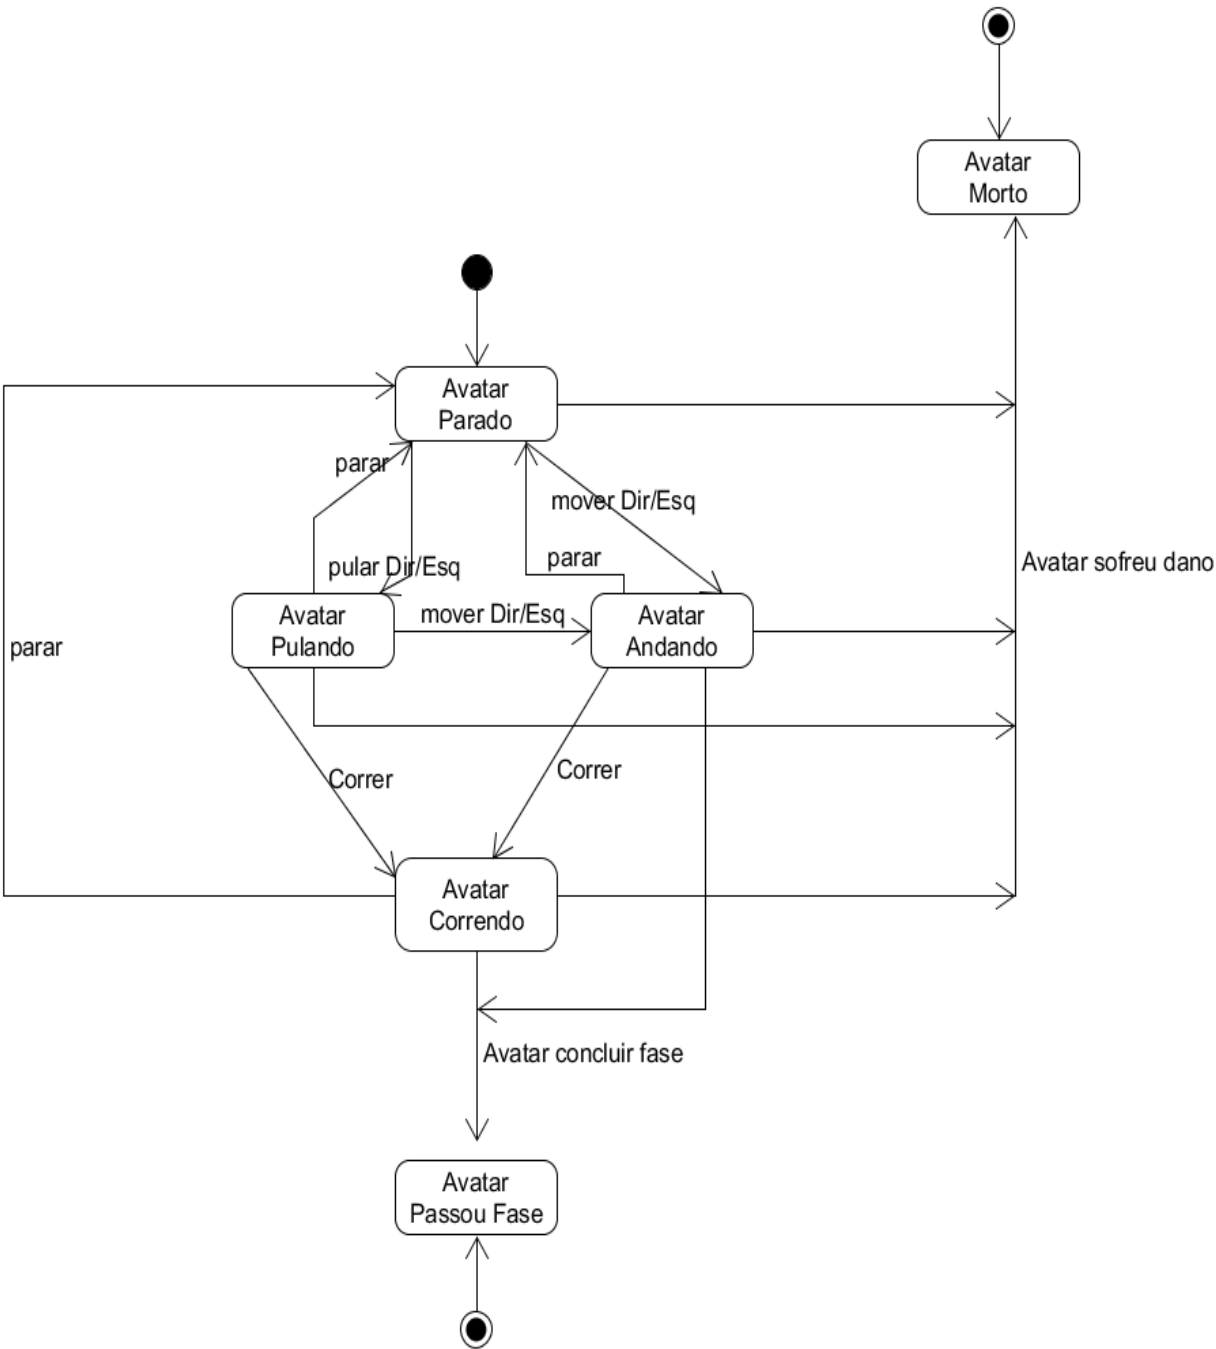 Avatar
Morto
Avatar
Parado
parar
mover Dir/Esq
parar
Avatar sofreu dano
pular Dir/Esq
Avatar
Pulando
mover Dir/Esq
Avatar
Andando
parar
Correr
Correr
Avatar
Correndo
Avatar concluir fase
Avatar
Passou Fase